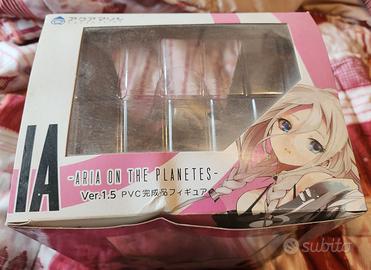 アクアマリン
IA
-ARIA ON THE PLANETES-
Ver.1.5 PVC完成品フィギュア
subito